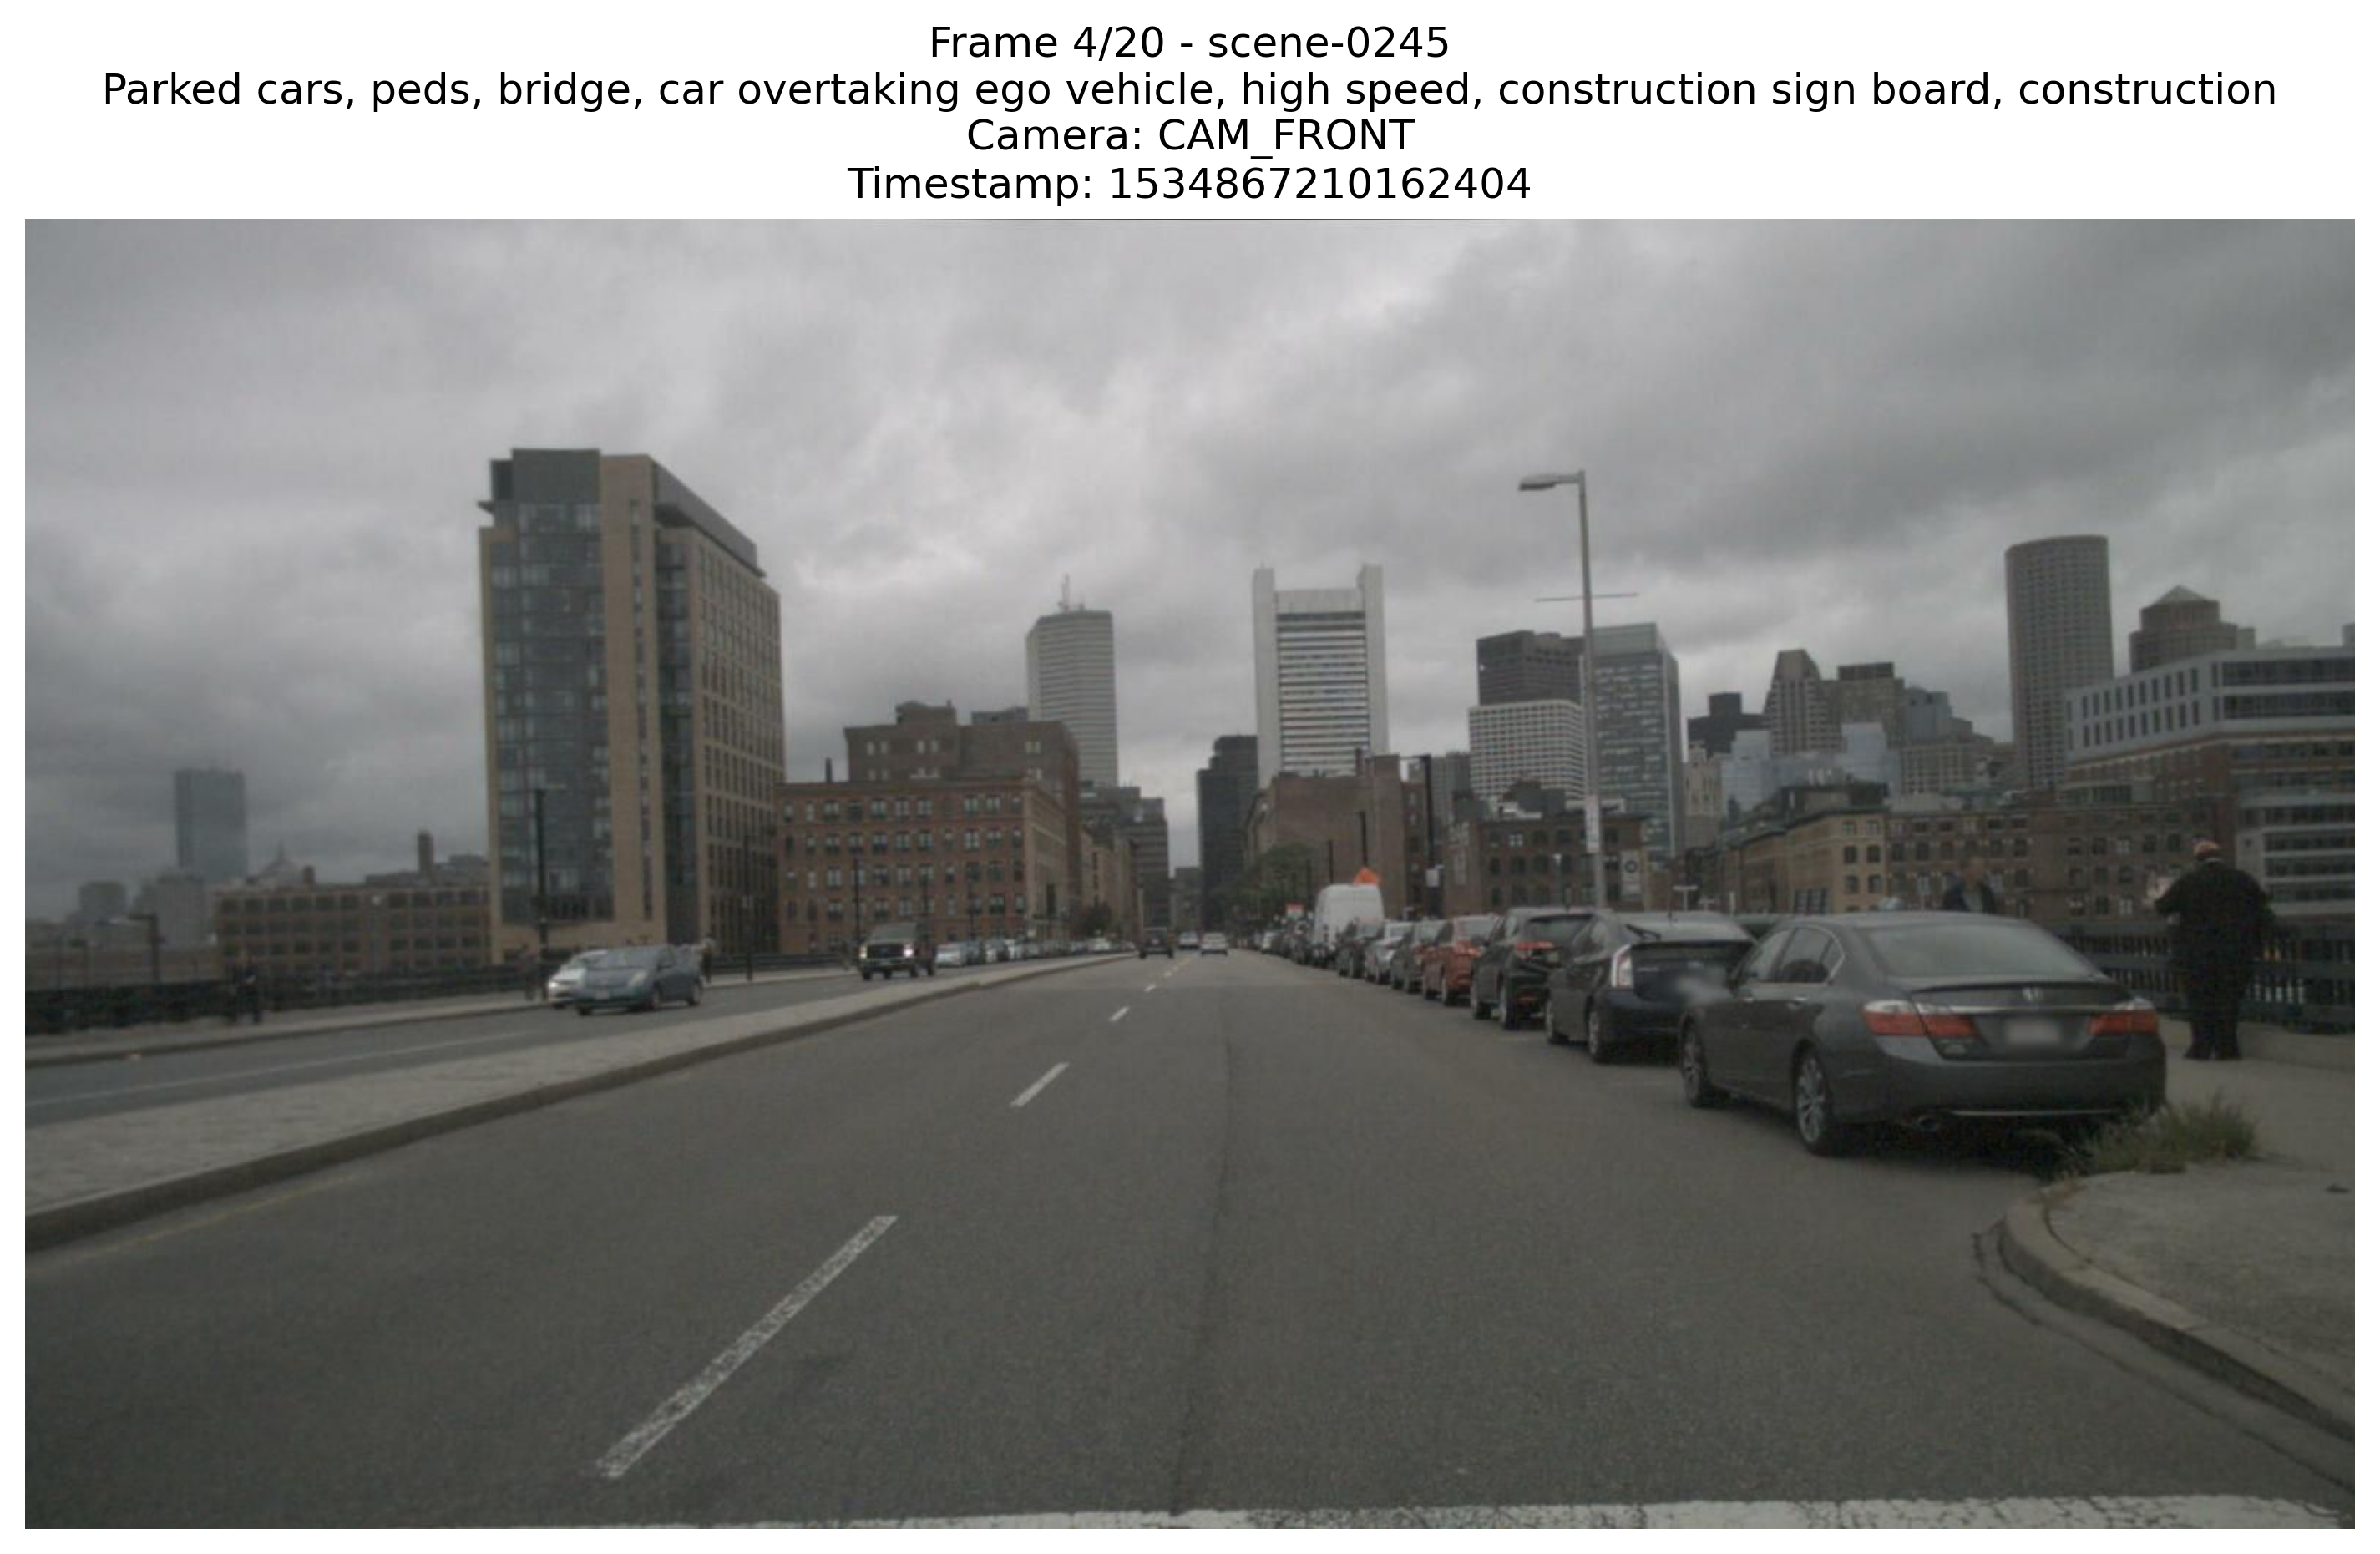 Frame 4/20 - scene-0245
Parked cars, peds, bridge, car overtaking ego vehicle, high speed, construction sign board, construction
Camera: CAM_FRONT
Timestamp: 1534867210162404